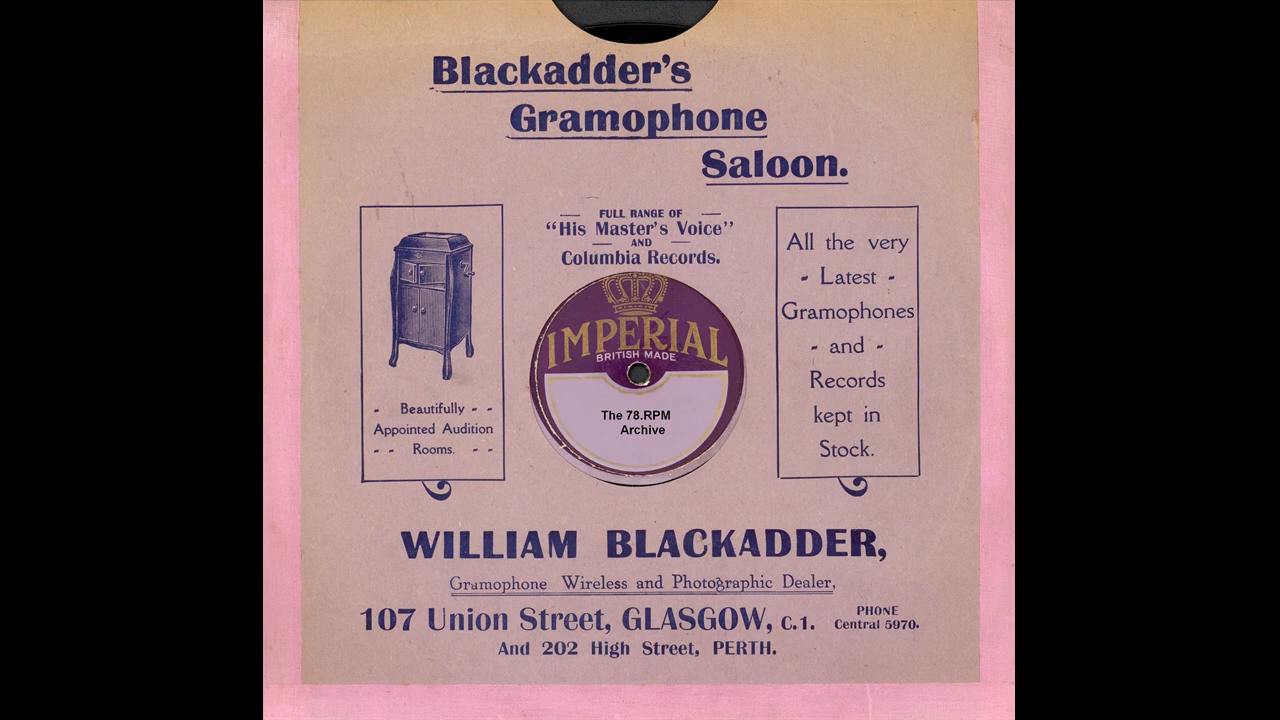 Blackadder's
Gramophone
Saloon.
FULL RANGE OF
"His Master's Voice"
AND
Columbia Records.
IMPERIAL
BRITISH MADE
The 78.RPM
Archive
- Beautifully - -
Appointed Audition
- - Rooms. - -
All the very
- Latest -
Gramophones
- and -
Records
kept in
Stock.
WILLIAM BLACKADDER,
Gramophone Wireless and Photographic Dealer,
107 Union Street, GLASGOW, C.1.
PHONE
Central 5970.
And 202 High Street, PERTH.